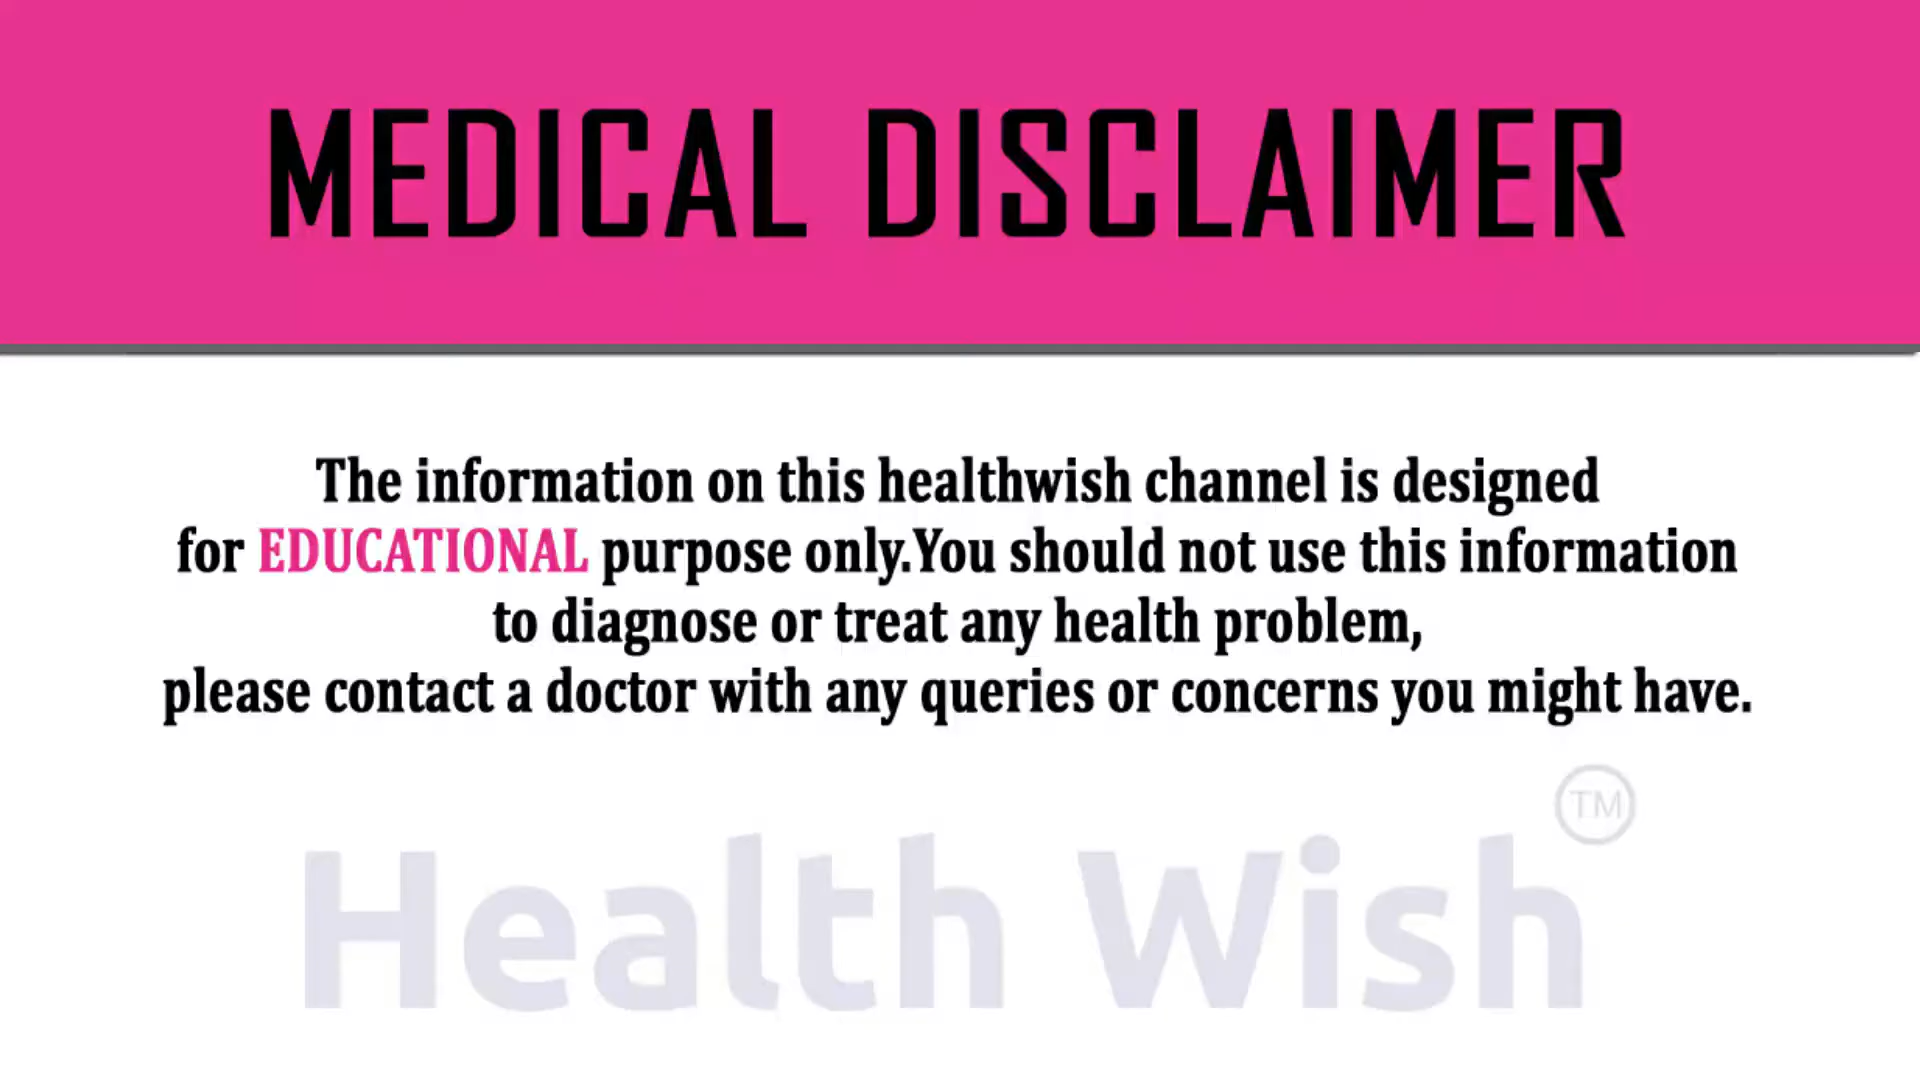 MEDICAL DISCLAIMER
The information on this healthwish channel is designed
for EDUCATIONAL purpose only.You should not use this information
to diagnose or treat any health problem,
please contact a doctor with any queries or concerns you might have.
Health Wish TM